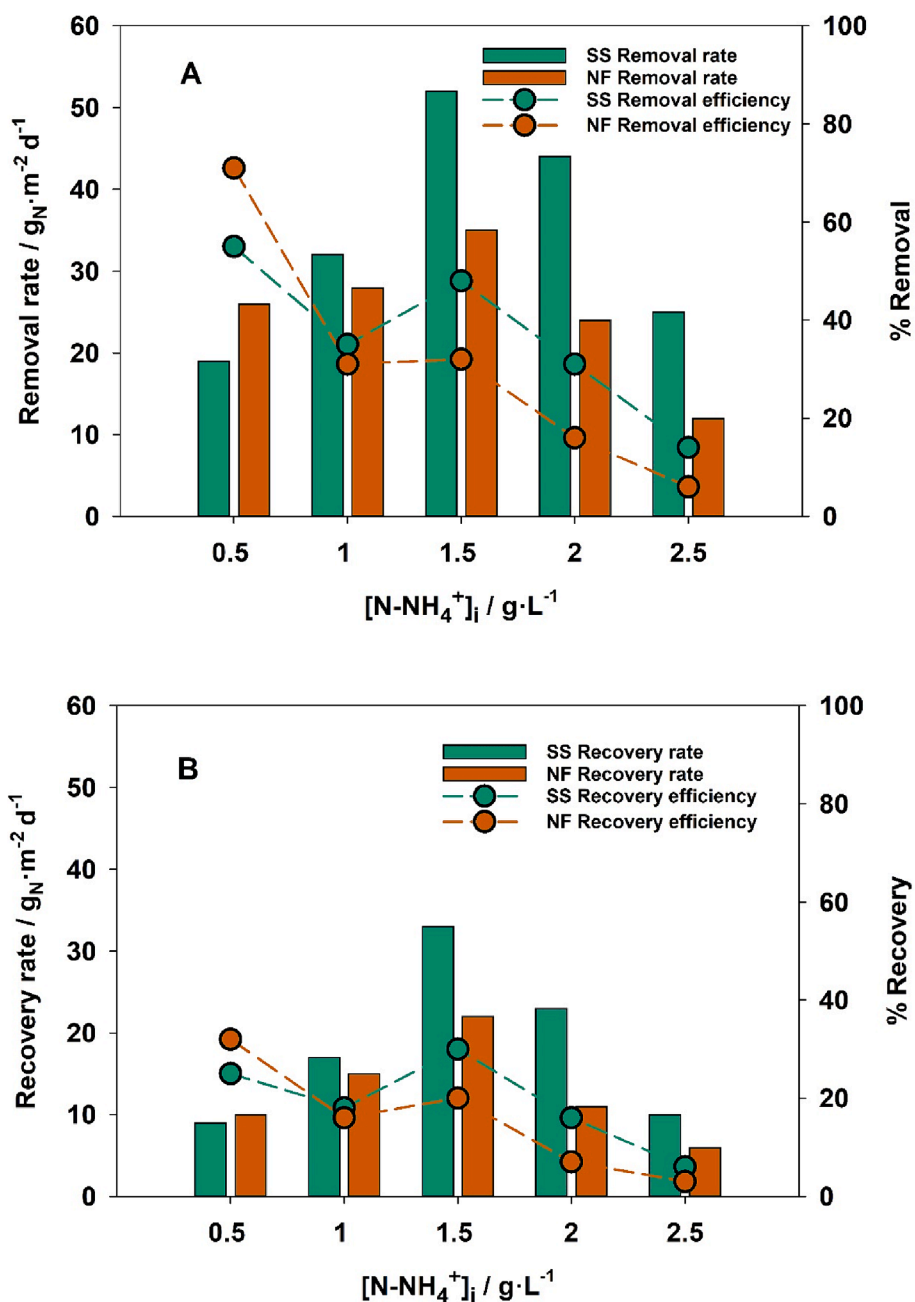 A
SS Removal rate
NF Removal rate
SS Removal efficiency
NF Removal efficiency
Removal rate / g_N·m⁻² d⁻¹
60
50
40
30
20
10
0
100
80
60
40
20
0
% Removal
0.5 1 1.5 2 2.5
[N-NH₄⁺]ᵢ / g·L⁻¹
B
SS Recovery rate
NF Recovery rate
SS Recovery efficiency
NF Recovery efficiency
Recovery rate / g_N·m⁻² d⁻¹
60
50
40
30
20
10
0
100
80
60
40
20
0
% Recovery
0.5 1 1.5 2 2.5
[N-NH₄⁺]ᵢ / g·L⁻¹